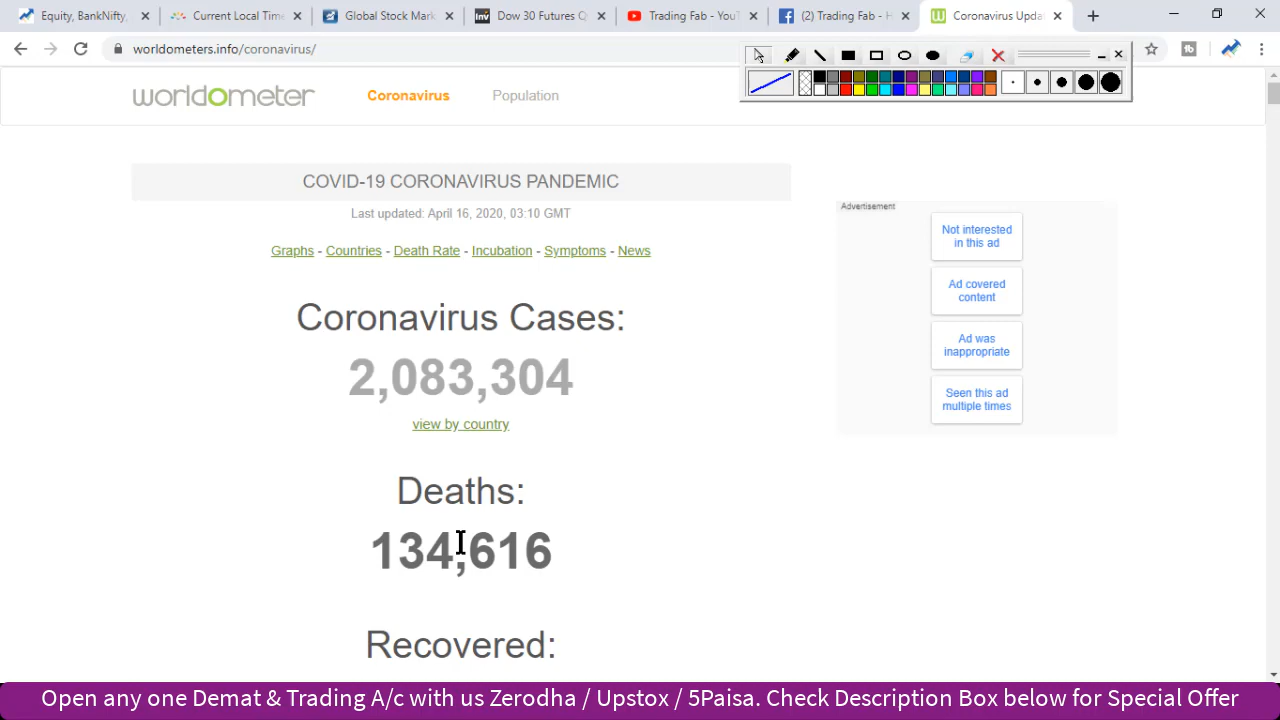 Equity, BankNifty,
Current Local Time
Global Stock Mark
Inv Dow 30 Futures Q
Trading Fab - YouT
(2) Trading Fab - H
Coronavirus Upda
worldometers.info/coronavirus/
worldometer
Coronavirus
Population
COVID-19 CORONAVIRUS PANDEMIC
Last updated: April 16, 2020, 03:10 GMT
Graphs - Countries - Death Rate - Incubation - Symptoms - News
Coronavirus Cases:
2,083,304
view by country
Deaths:
134,616
Recovered:
Advertisement
Not interested
in this ad
Ad covered
content
Ad was
inappropriate
Seen this ad
multiple times
Open any one Demat & Trading A/c with us Zerodha / Upstox / 5Paisa. Check Description Box below for Special Offer